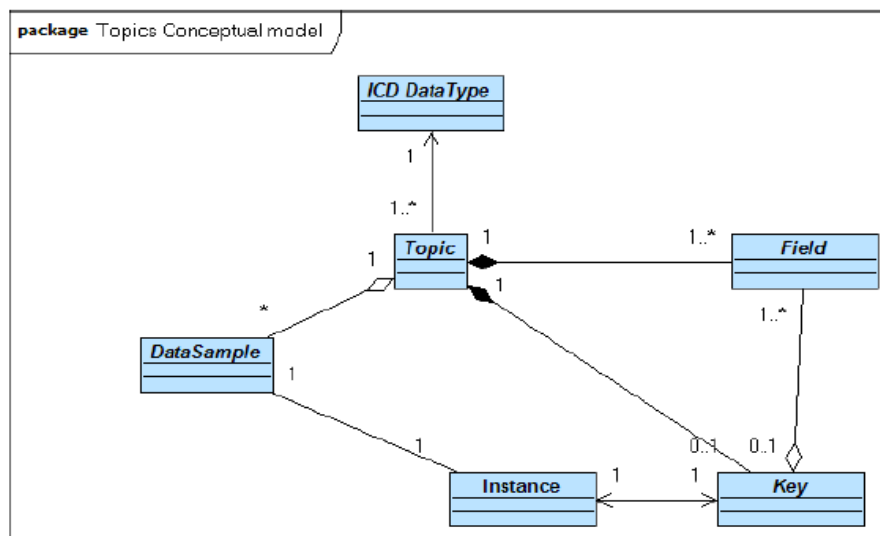 package Topics Conceptual model
ICD DataType
1
1..*
Topic
1
1..*
Field
1
1
*
1..*
DataSample
1
1
0..1
0..1
Instance
1
1
Key